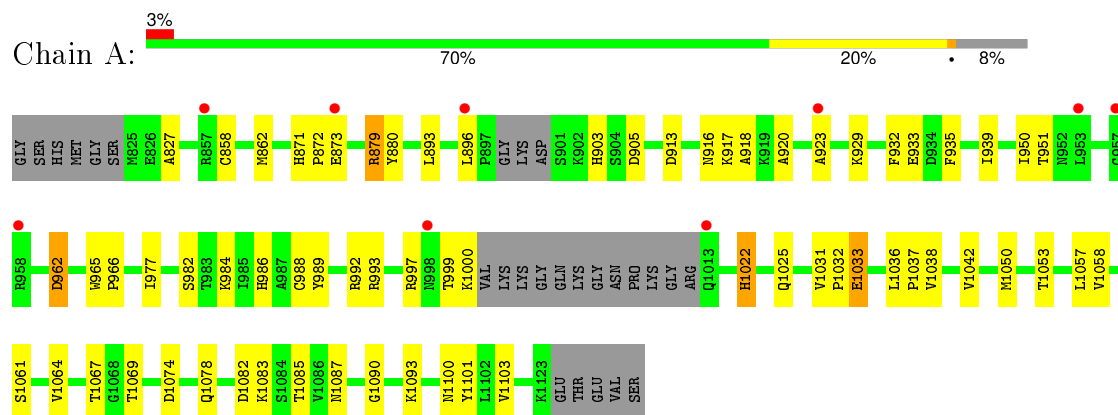 3%
Chain A:
70% 20% • 8%
GLY SER HIS MET GLY SER M825 E826 A827 R857 C858 M862 H871 P872 E873 R879 Y880 L893 L896 P897 GLY LYS ASP S901 K902 H903 S904 D905 D913 N916 K917 A918 K919 A920 A923 K929 F932 E933 D934 F935 I939 I950 T951 N952 L953
R958 D962 W965 P966 I977 S982 T983 K984 I985 H986 A987 C988 Y989 R992 R993 R997 N998 T999 K1000 VAL LYS LYS GLY GLN LYS GLY ASN PRO LYS GLY ARG Q1013 H1022 Q1025 V1031 P1032 E1033 L1036 P1037 V1038 V1042 M1050 T1053 L1057 V1058
S1061 V1064 T1067 G1068 T1069 D1074 Q1078 D1082 K1083 S1084 T1085 V1086 N1087 G1090 K1093 N1100 Y1101 L1102 V1103 K1123 GLU THR GLU VAL SER